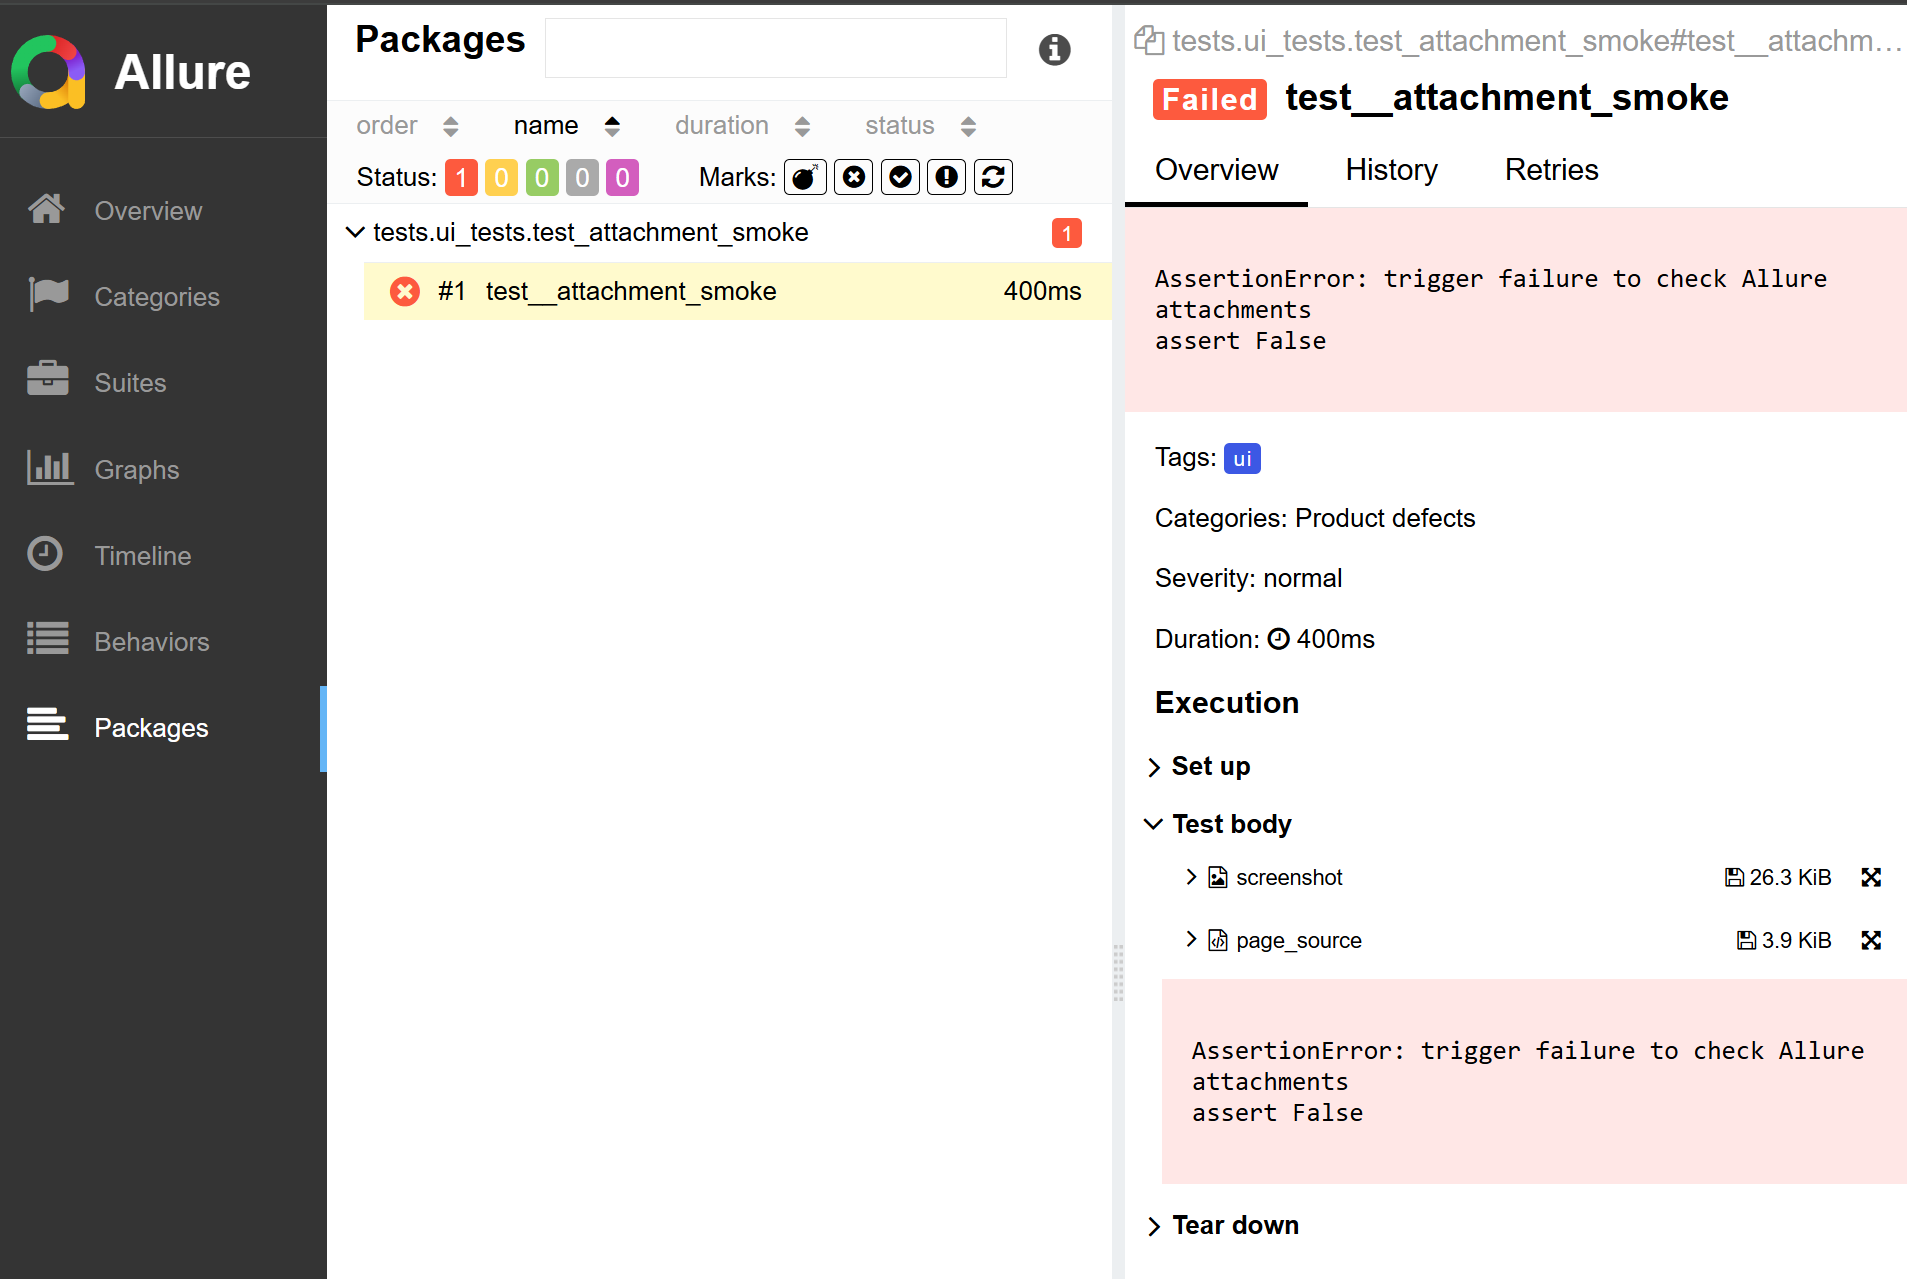 Allure
Overview
Categories
Suites
Graphs
Timeline
Behaviors
Packages
Packages
order name duration status
Status: 1 0 0 0 0 Marks:
tests.ui_tests.test_attachment_smoke 1
#1 test__attachment_smoke 400ms
tests.ui_tests.test_attachment_smoke#test__attachm…
Failed test__attachment_smoke
Overview History Retries
AssertionError: trigger failure to check Allure
attachments
assert False
Tags: ui
Categories: Product defects
Severity: normal
Duration: 400ms
Execution
Set up
Test body
screenshot 26.3 KiB
page_source 3.9 KiB
AssertionError: trigger failure to check Allure
attachments
assert False
Tear down